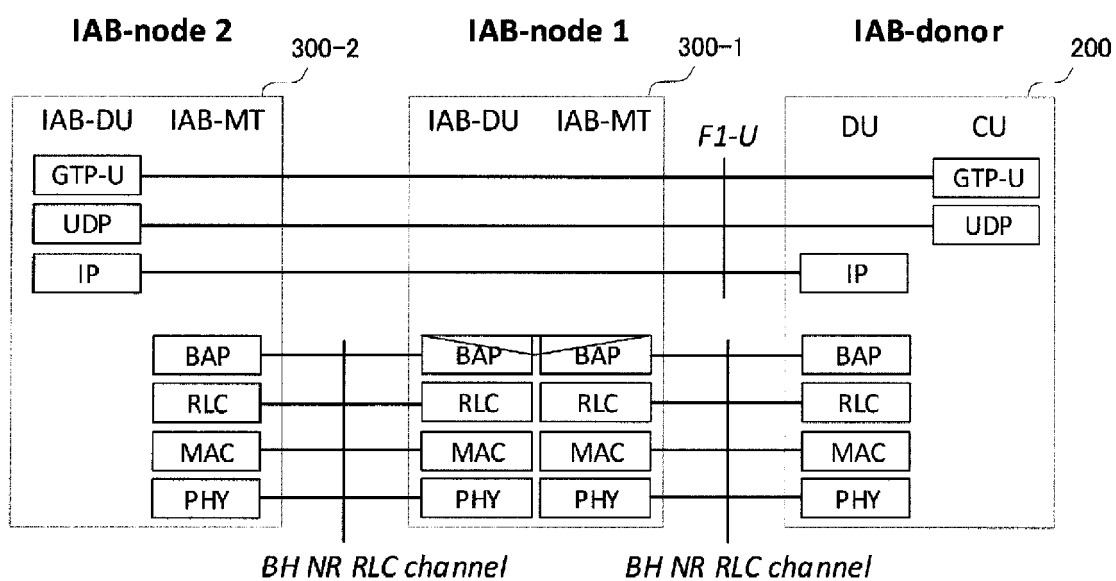 IAB-node 2 IAB-node 1 IAB-donor
300-2 300-1 200
IAB-DU IAB-MT IAB-DU IAB-MT F1-U DU CU
GTP-U GTP-U
UDP UDP
IP IP
BAP BAP BAP BAP
RLC RLC RLC RLC
MAC MAC MAC MAC
PHY PHY PHY PHY
BH NR RLC channel BH NR RLC channel